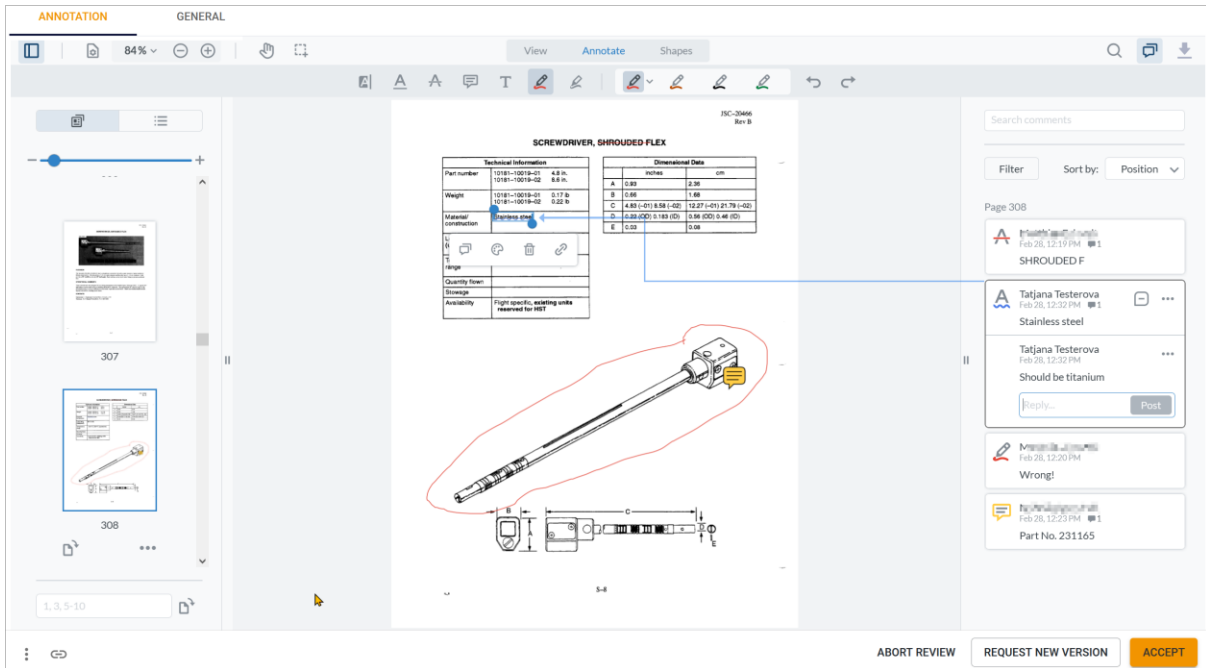 ANNOTATION
GENERAL
84%
View
Annotate
Shapes
T
JSC-20466
Rev B
SCREWDRIVER, SHROUDED FLEX
Technical Information
Part number
10181-10019-01 4.8 in.
10181-10019-02 6.6 in.
Weight
10181-10019-01 0.17 lb
10181-10019-02 0.22 lb
Material/
construction
Stainless steel
range
Quantity flown
Stowage
Availability
Flight specific, existing units
reserved for HST
Dimensional Data
inches cm
A 0.93 2.36
B 0.66 1.68
C 4.83 (-01) 6.58 (-02) 12.27 (-01) 21.79 (-02)
D 0.22 (OD) 0.183 (ID) 0.56 (OD) 0.46 (ID)
E 0.03 0.08
B
C
A
D
E
5-8
307
308
1, 3, 5-10
Search comments
Filter
Sort by:
Position
Page 308
Feb 28, 12:19 PM 1
SHROUDED F
Tatjana Testerova
Feb 28, 12:32 PM 1
Stainless steel
Tatjana Testerova
Feb 28, 12:32 PM
Should be titanium
Reply...
Post
Feb 28, 12:20 PM
Wrong!
Feb 28, 12:23 PM 1
Part No. 231165
ABORT REVIEW
REQUEST NEW VERSION
ACCEPT